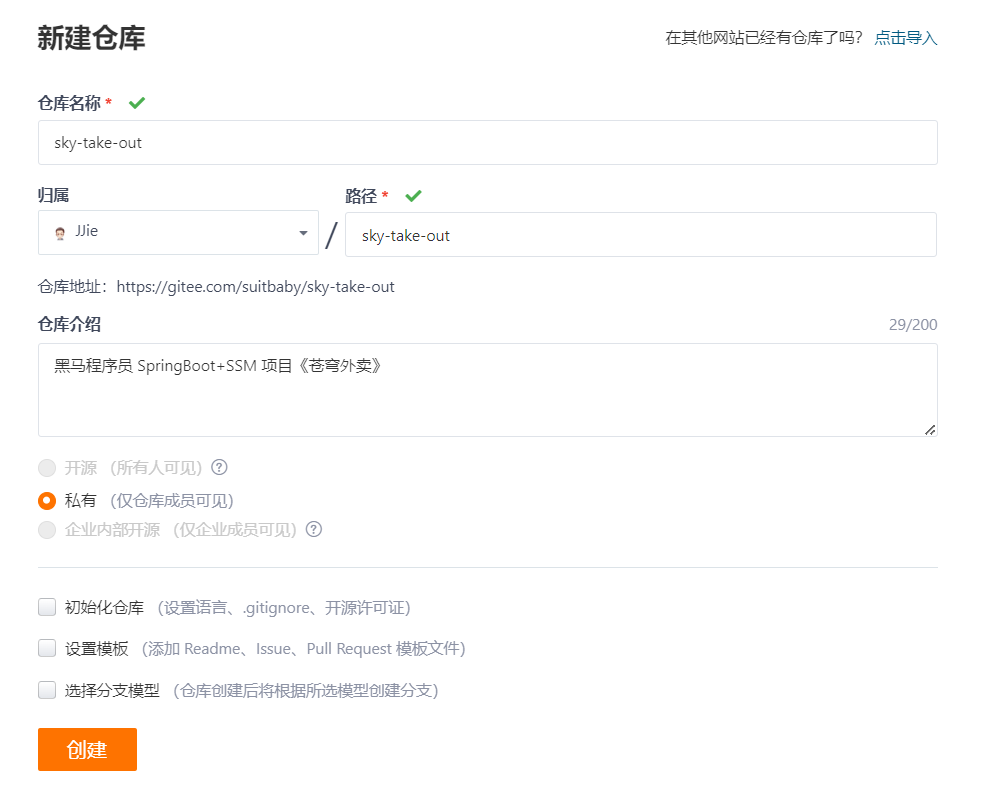 新建仓库
在其他网站已经有仓库了吗? 点击导入
仓库名称 *
sky-take-out
归属
路径 *
JJie / sky-take-out
仓库地址：https://gitee.com/suitbaby/sky-take-out
仓库介绍 29/200
黑马程序员 SpringBoot+SSM 项目《苍穹外卖》
开源 （所有人可见） ?
私有 （仅仓库成员可见）
企业内部开源 （仅企业成员可见） ?
初始化仓库 （设置语言、.gitignore、开源许可证）
设置模板 （添加 Readme、Issue、Pull Request 模板文件）
选择分支模型 （仓库创建后将根据所选模型创建分支）
创建